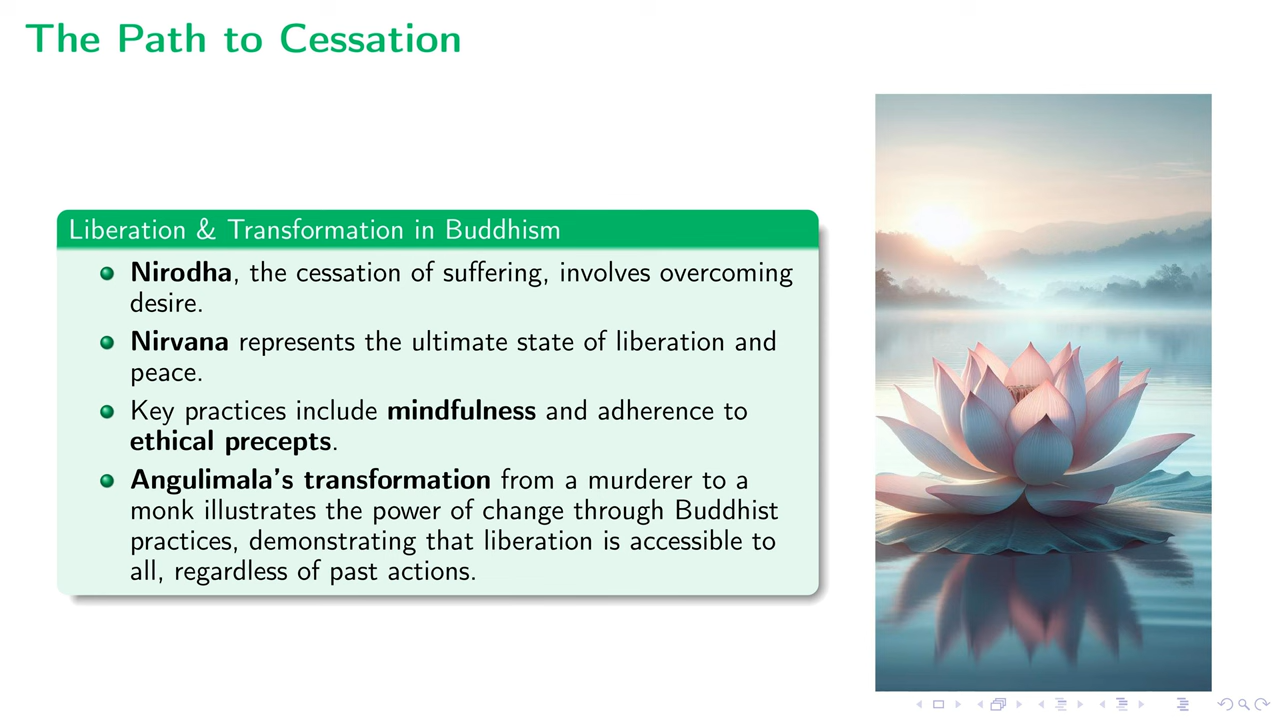 The Path to Cessation
Liberation & Transformation in Buddhism
Nirodha, the cessation of suffering, involves overcoming
desire.
Nirvana represents the ultimate state of liberation and
peace.
Key practices include mindfulness and adherence to
ethical precepts.
Angulimala's transformation from a murderer to a
monk illustrates the power of change through Buddhist
practices, demonstrating that liberation is accessible to
all, regardless of past actions.